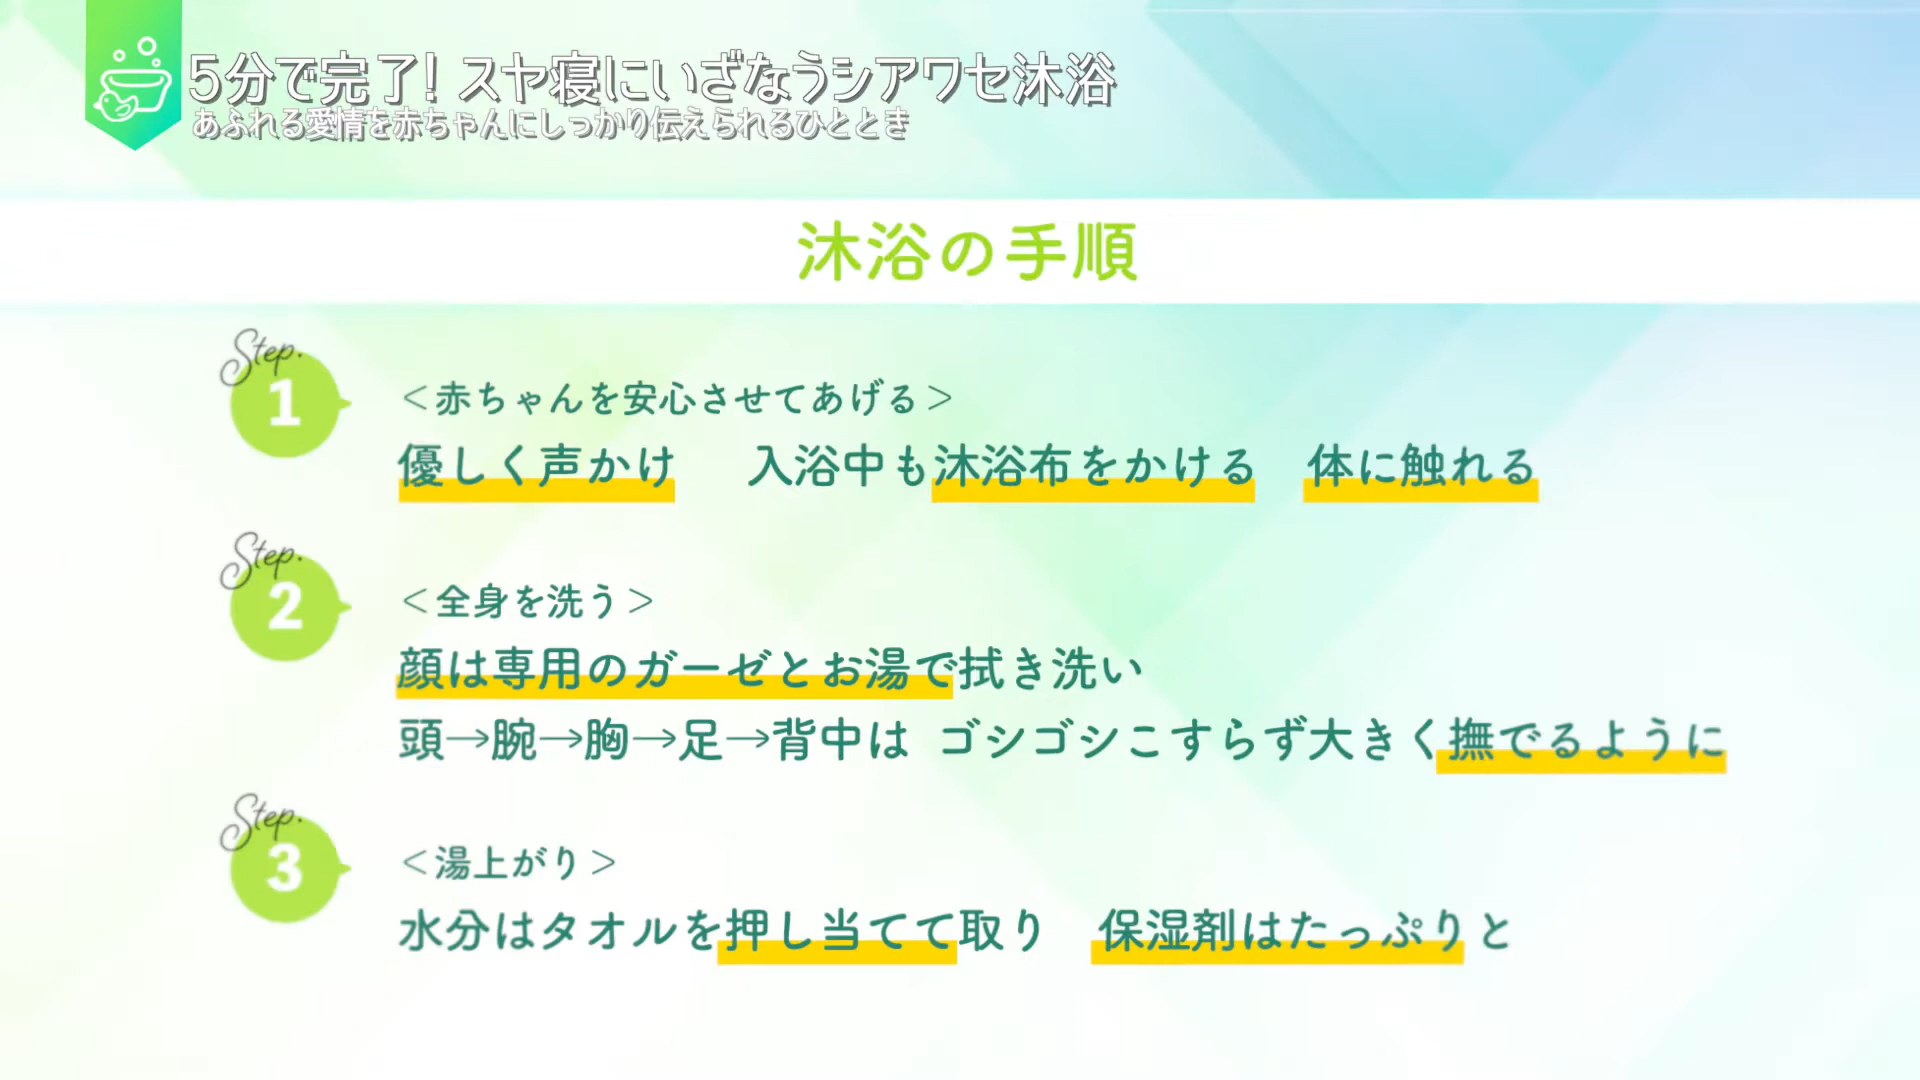 5分で完了! スヤ寝にいざなうシアワセ沐浴
あふれる愛情を赤ちゃんにしっかり伝えられるひととき
沐浴の手順
Step.
1
＜赤ちゃんを安心させてあげる＞
優しく声かけ　入浴中も沐浴布をかける　体に触れる
Step.
2
＜全身を洗う＞
顔は専用のガーゼとお湯で拭き洗い
頭→腕→胸→足→背中は ゴシゴシこすらず大きく撫でるように
Step.
3
＜湯上がり＞
水分はタオルを押し当てて取り　保湿剤はたっぷりと